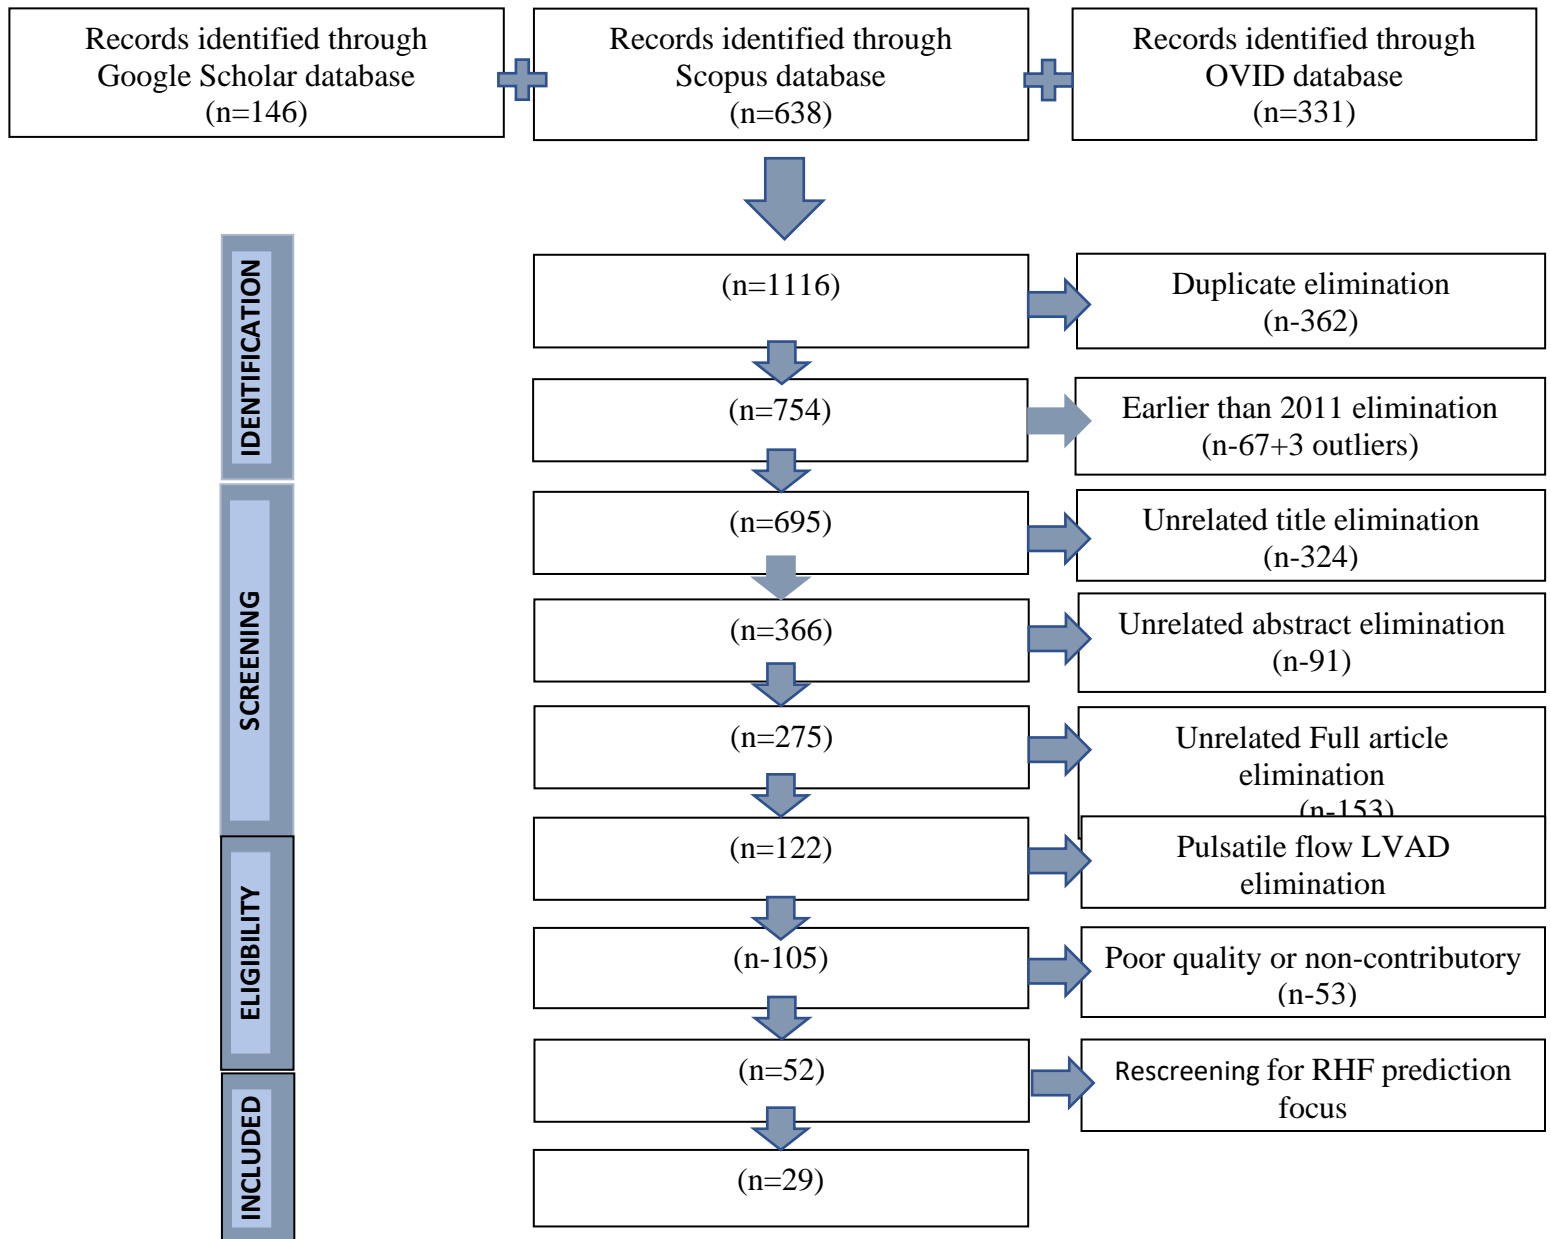 Records identified through
Google Scholar database
(n=146)
Records identified through
Scopus database
(n=638)
Records identified through
OVID database
(n=331)
IDENTIFICATION
(n=1116)
Duplicate elimination
(n-362)
(n=754)
Earlier than 2011 elimination
(n-67+3 outliers)
SCREENING
(n=695)
Unrelated title elimination
(n-324)
(n=366)
Unrelated abstract elimination
(n-91)
(n=275)
Unrelated Full article
elimination
(n-153)
ELIGIBILITY
(n=122)
Pulsatile flow LVAD
elimination
(n-105)
Poor quality or non-contributory
(n-53)
(n=52)
Rescreening for RHF prediction
focus
INCLUDED
(n=29)